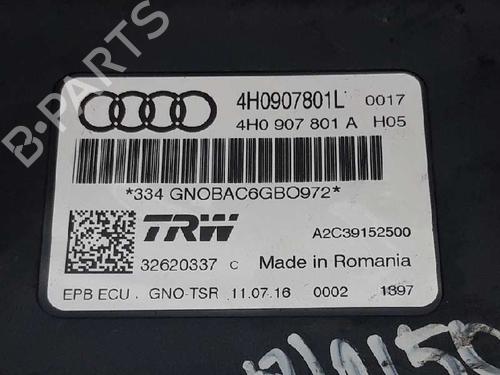 B-PARTS
4H0907801L 0017
4H0 907 801 A H05
*334 GNOBAC6GBO972*
TRW A2C39152500
32620337 C Made in Romania
EPB ECU . GNO-TSR 11.07.16 0002 1397